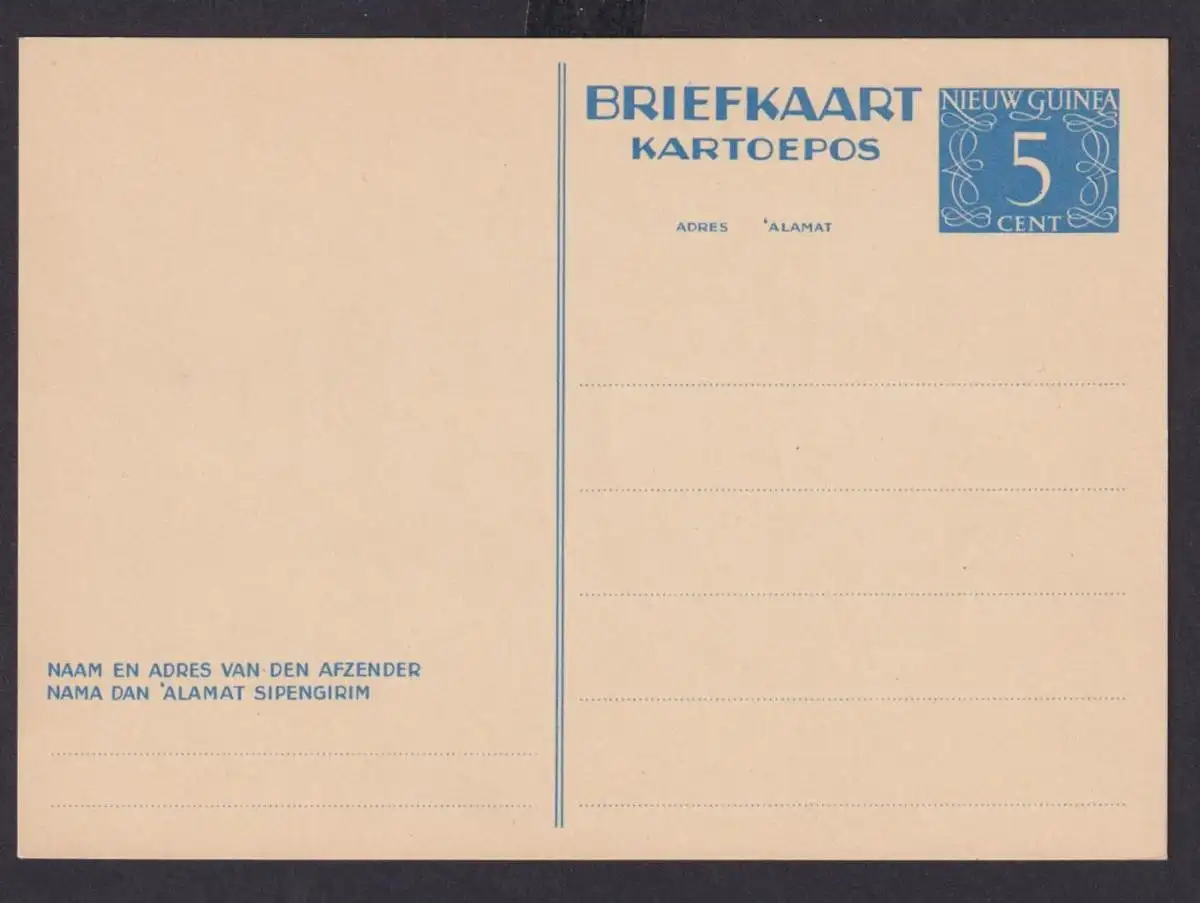 BRIEFKAART
KARTOEPOS
NIEUW GUINEA
5
CENT
ADRES ‘ALAMAT
NAAM EN ADRES VAN DEN AFZENDER
NAMA DAN ‘ALAMAT SIPENGIRIM